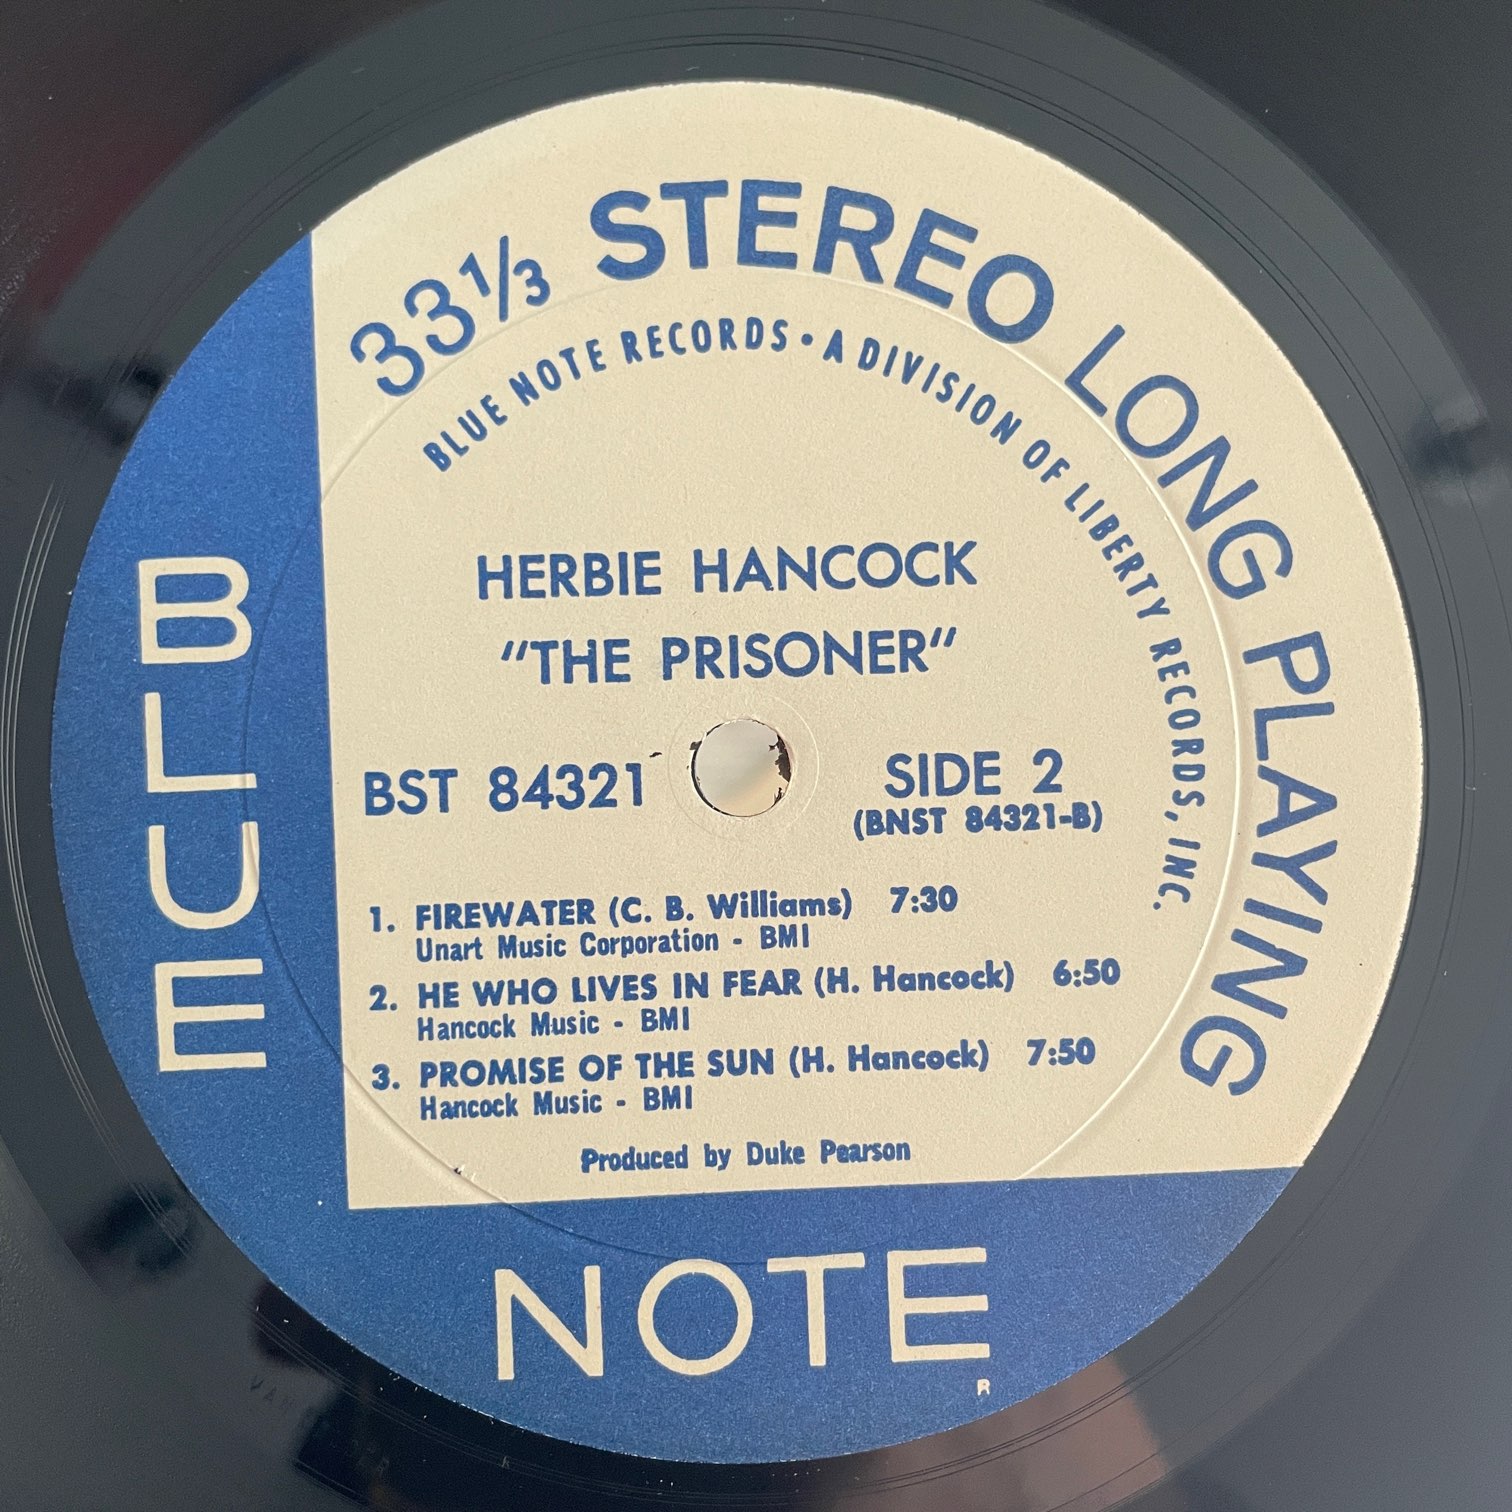 33⅓ STEREO LONG PLAYING
BLUE NOTE RECORDS • A DIVISION OF LIBERTY RECORDS, INC.
HERBIE HANCOCK
"THE PRISONER"
BST 84321
SIDE 2
(BNST 84321-B)
1. FIREWATER (C. B. Williams) 7:30
Unart Music Corporation - BMI
2. HE WHO LIVES IN FEAR (H. Hancock) 6:50
Hancock Music - BMI
3. PROMISE OF THE SUN (H. Hancock) 7:50
Hancock Music - BMI
Produced by Duke Pearson
BLUE
NOTE
R